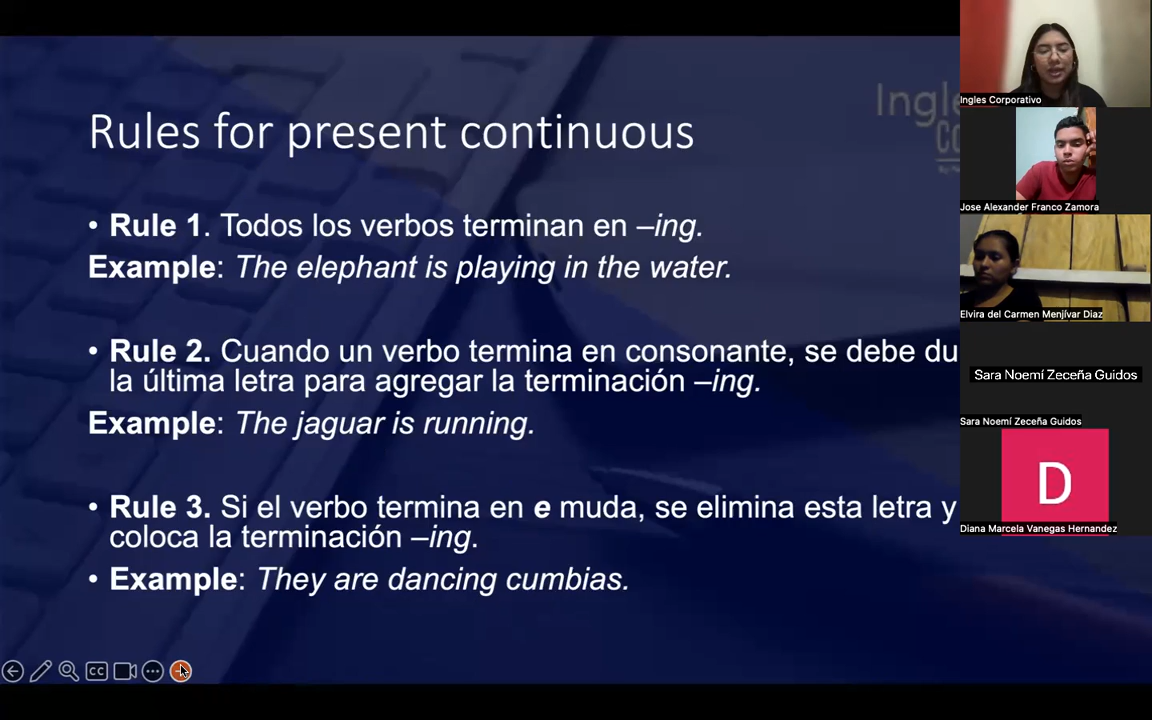 Rules for present continuous
Ingl
• Rule 1. Todos los verbos terminan en –ing.
Example: The elephant is playing in the water.
• Rule 2. Cuando un verbo termina en consonante, se debe du
la última letra para agregar la terminación –ing.
Example: The jaguar is running.
• Rule 3. Si el verbo termina en e muda, se elimina esta letra y
coloca la terminación –ing.
• Example: They are dancing cumbias.
CC
Ingles Corporativo
Jose Alexander Franco Zamora
Elvira del Carmen Menjívar Diaz
Sara Noemí Zeceña Guidos
Sara Noemí Zeceña Guidos
D
Diana Marcela Vanegas Hernandez